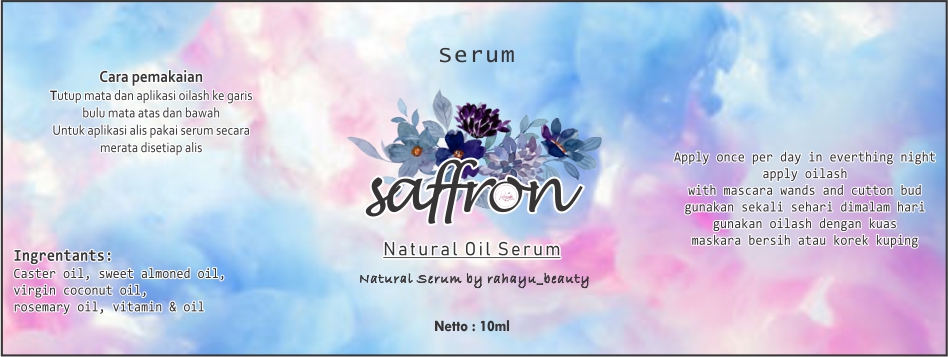 Serum
Cara pemakaian
Tutup mata dan aplikasi oilash ke garis
bulu mata atas dan bawah
Untuk aplikasi alis pakai serum secara
merata disetiap alis
Ingrentants:
Caster oil, sweet almoned oil,
virgin coconut oil,
rosemary oil, vitamin & oil
saffron
Natural Oil Serum
Natural Serum by rahayu_beauty
Netto : 10ml
Apply once per day in everthing night
apply oilash
with mascara wands and cutton bud
gunakan sekali sehari dimalam hari
gunakan oilash dengan kuas
maskara bersih atau korek kuping